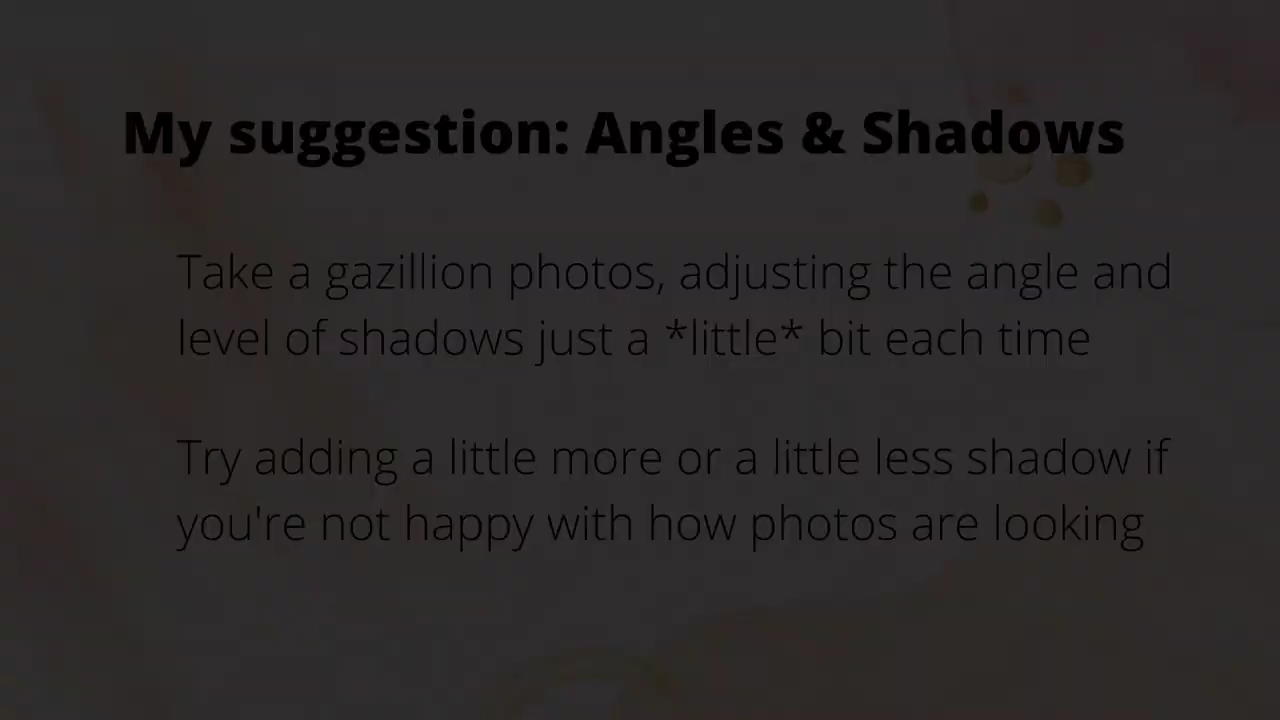 My suggestion: Angles & Shadows
Take a gazillion photos, adjusting the angle and
level of shadows just a *little* bit each time
Try adding a little more or a little less shadow if
you're not happy with how photos are looking